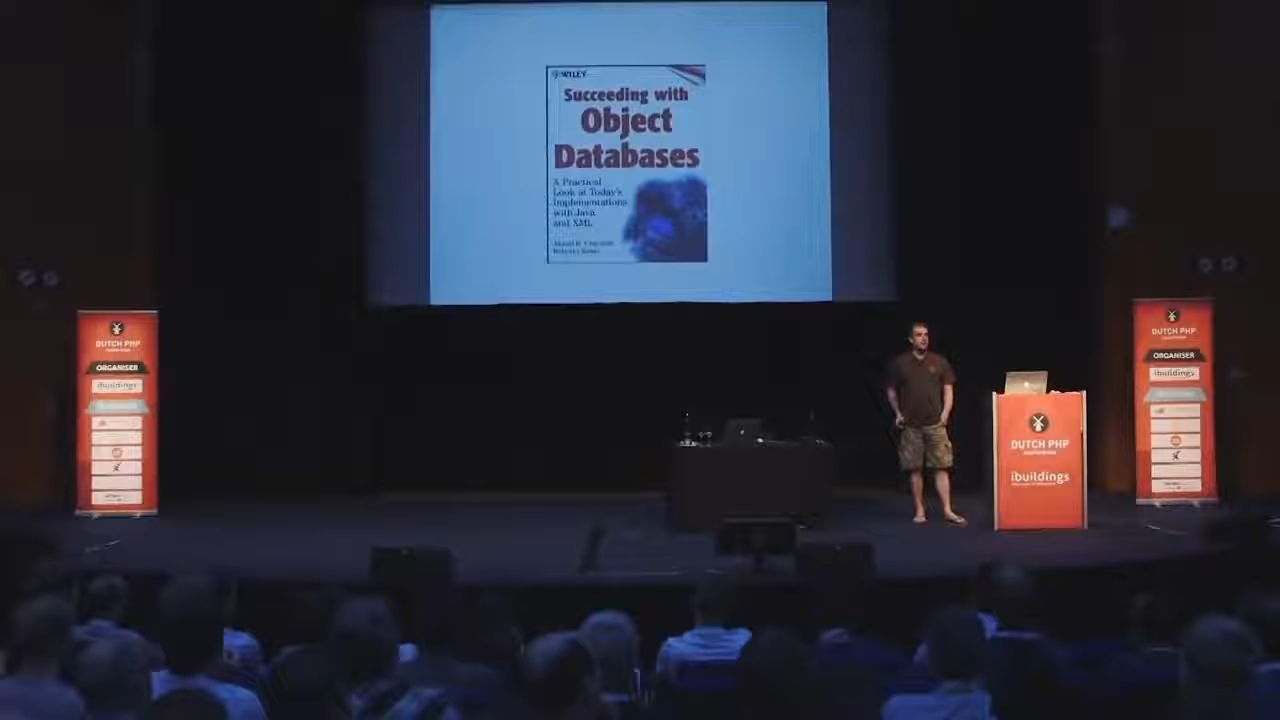 WILEY
Succeeding with
Object
Databases
A Practical
Look at Today's
Implementations
with Java
and XML
DUTCH PHP
ORGANISER
ibuildings
DUTCH PHP
ibuildings
DUTCH PHP
ORGANISER
ibuildings